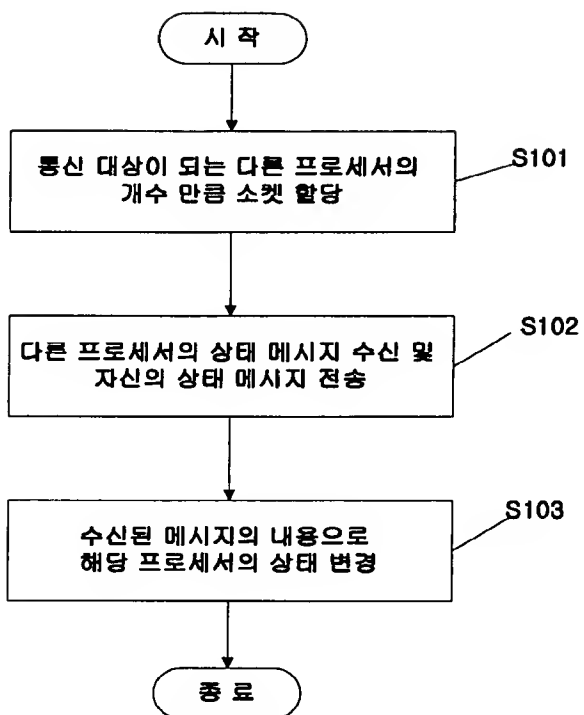 시 작
통신 대상이 되는 다른 프로세서의
개수 만큼 소켓 할당
S101
다른 프로세서의 상태 메시지 수신 및
자신의 상태 메시지 전송
S102
수신된 메시지의 내용으로
해당 프로세서의 상태 변경
S103
종 료